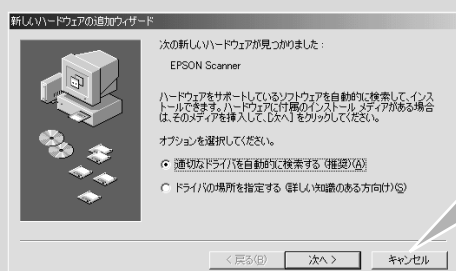 新しいハードウェアの追加ウィザード
次の新しいハードウェアが見つかりました:
EPSON Scanner
ハードウェアをサポートしているソフトウェアを自動的に検索して、インス
トールできます。ハードウェアに付属のインストール メディアがある場合
は、そのメディアを挿入して、[次へ] をクリックしてください。
オプションを選択してください。
適切なドライバを自動的に検索する (推奨)(A)
ドライバの場所を指定する (詳しい知識のある方向け)(S)
< 戻る(B)
次へ >
キャンセル